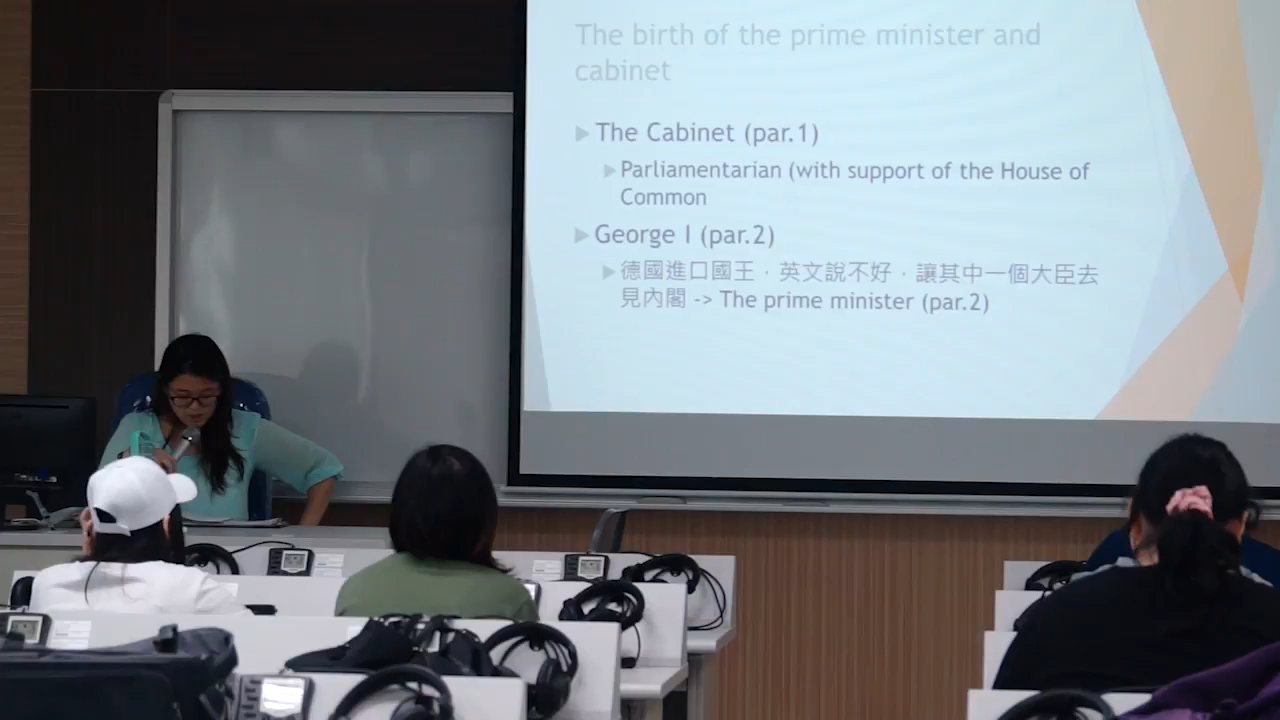 The birth of the prime minister and
cabinet
The Cabinet (par.1)
Parliamentarian (with support of the House of
Common
George I (par.2)
德國進口國王，英文說不好，讓其中一個大臣去
見內閣 -> The prime minister (par.2)